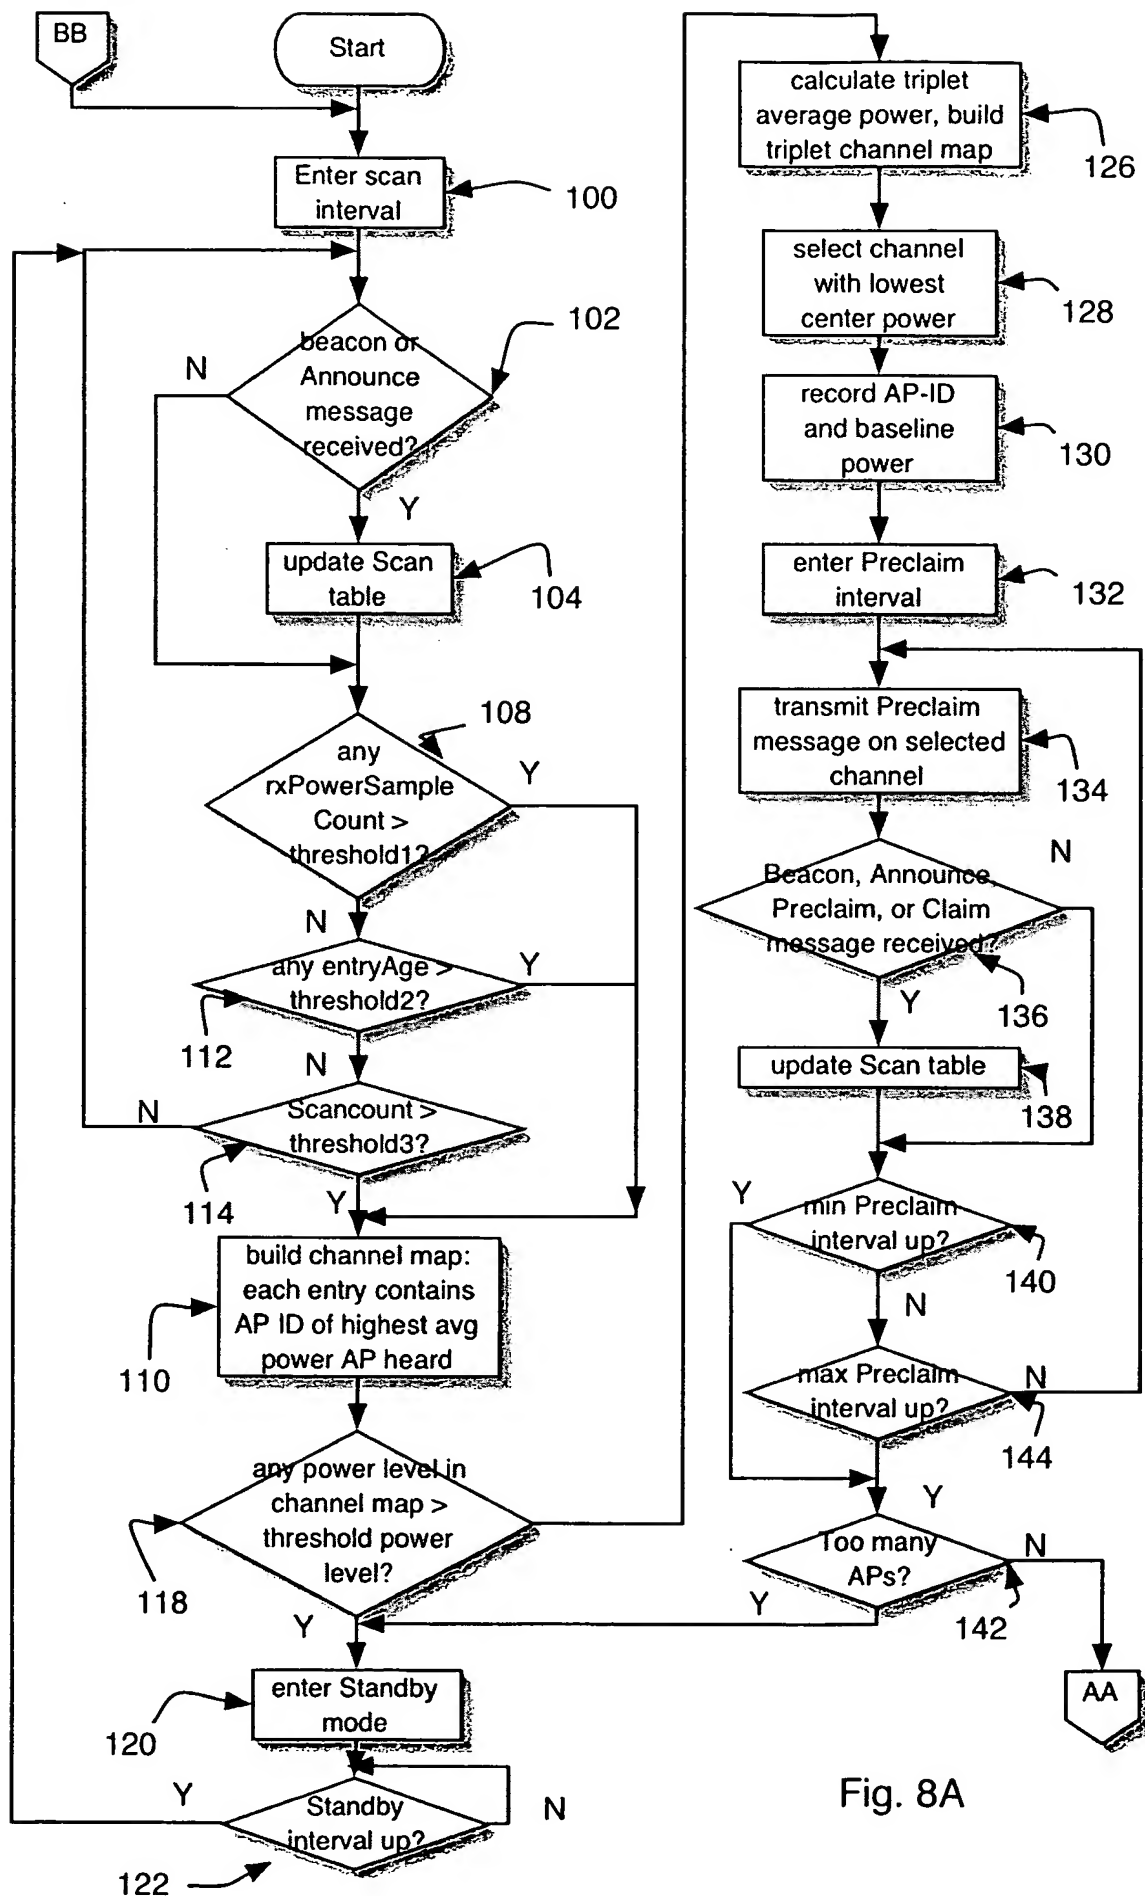 BB
Start
Enter scan
interval
100
beacon or
Announce
message
received?
102
N
Y
update Scan
table
104
any
rxPowerSample
Count >
threshold1?
108
Y
N
any entryAge >
threshold2?
Y
112
N
Scancount >
threshold3?
N
114
Y
build channel map:
each entry contains
AP ID of highest avg
power AP heard
110
any power level in
channel map >
threshold power
level?
118
Y
enter Standby
mode
120
Y
Standby
interval up?
N
122
calculate triplet
average power, build
triplet channel map
126
select channel
with lowest
center power
128
record AP-ID
and baseline
power
130
enter Preclaim
interval
132
transmit Preclaim
message on selected
channel
134
N
Beacon, Announce
Preclaim, or Claim
message received?
136
Y
update Scan table
138
Y
min Preclaim
interval up?
140
N
max Preclaim
interval up?
N
144
Y
Too many
APs?
N
Y
142
AA
Fig. 8A